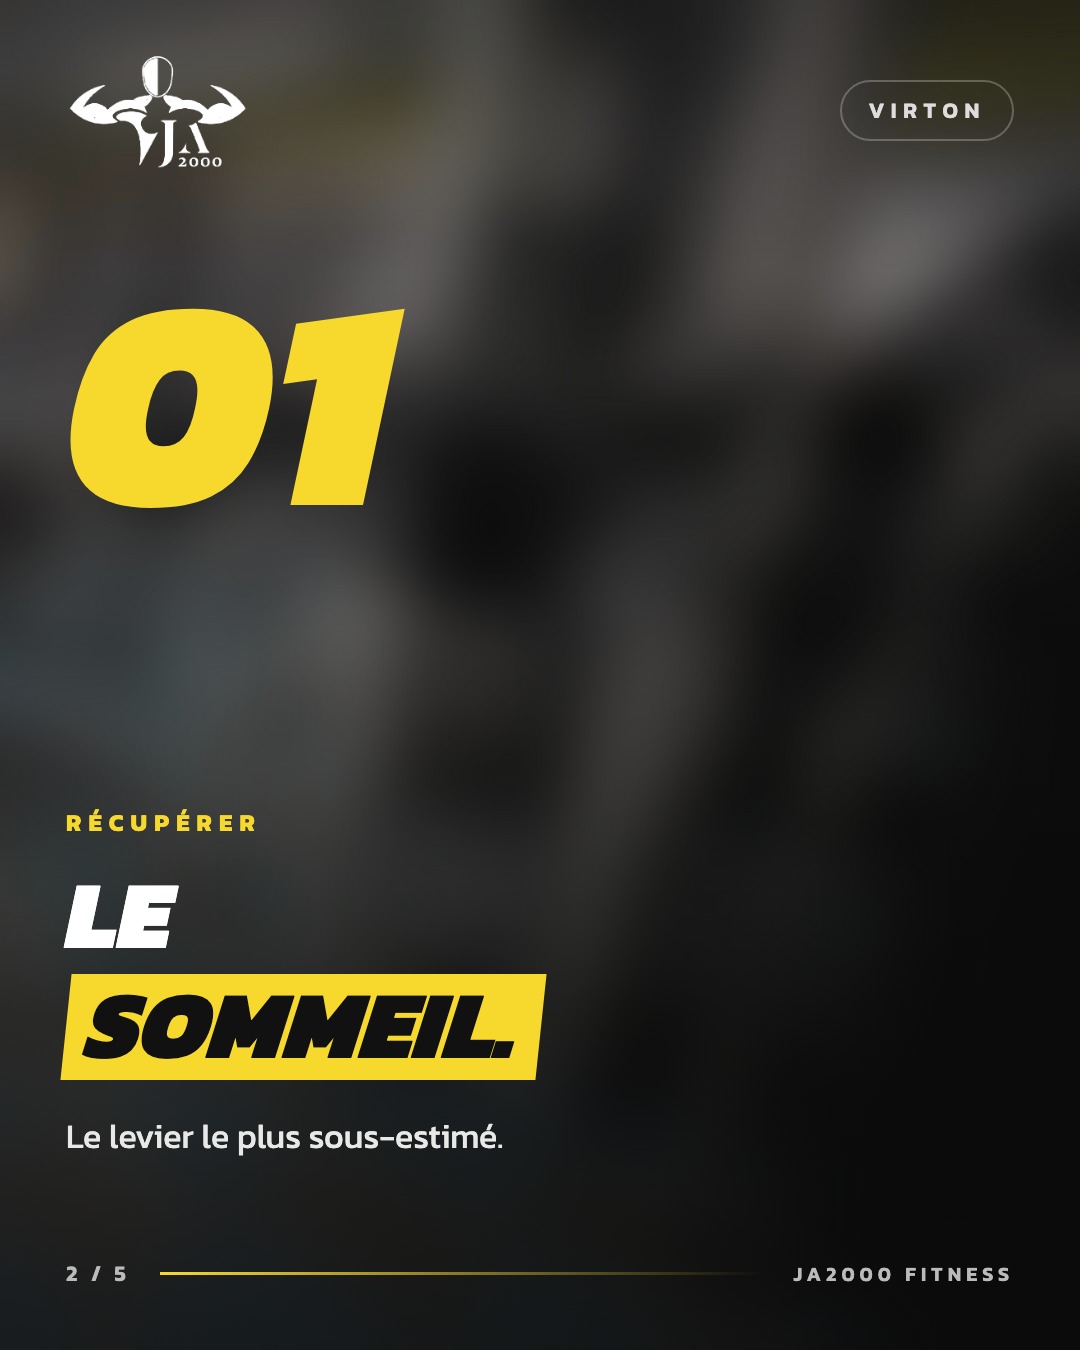 JA
2000
VIRTON
01
RÉCUPÉRER
LE
SOMMEIL.
Le levier le plus sous-estimé.
2 / 5
JA2000 FITNESS